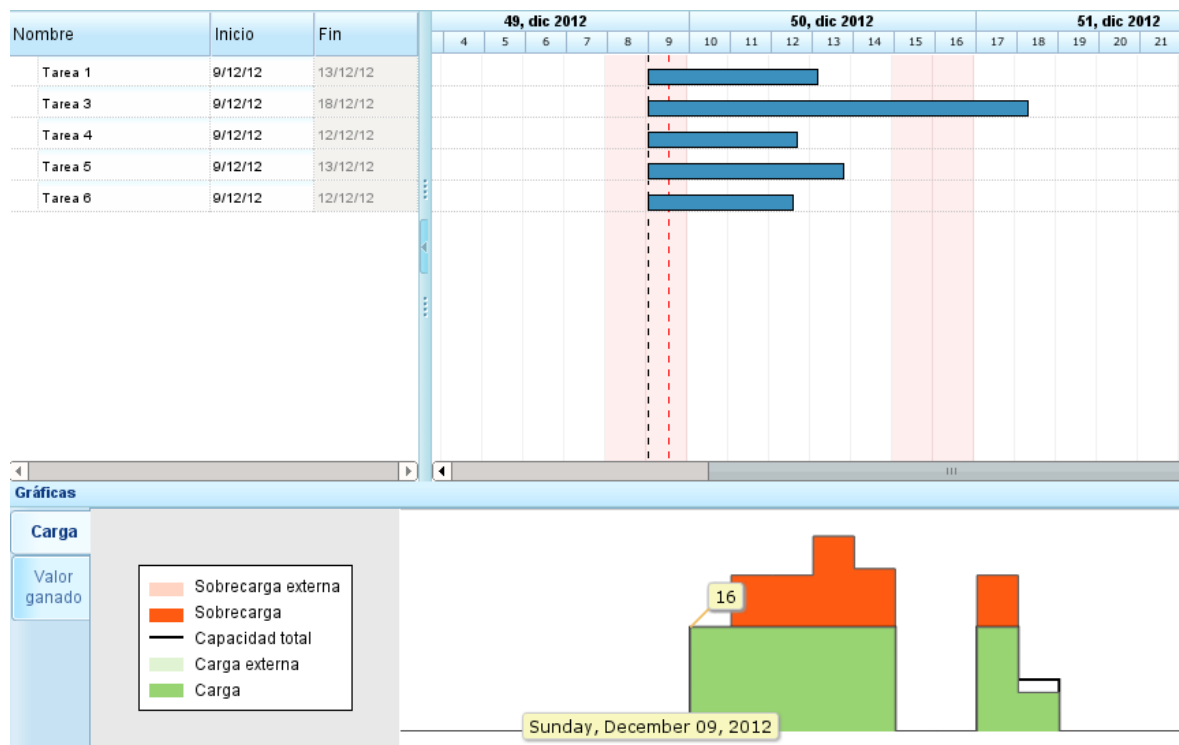 Nombre Inicio Fin
49, dic 2012 50, dic 2012 51, dic 2012
4 5 6 7 8 9 10 11 12 13 14 15 16 17 18 19 20 21
Tarea 1 9/12/12 13/12/12
Tarea 3 9/12/12 18/12/12
Tarea 4 9/12/12 12/12/12
Tarea 5 9/12/12 13/12/12
Tarea 6 9/12/12 12/12/12
Gráficas
Carga
Valor
ganado
Sobrecarga externa
Sobrecarga
Capacidad total
Carga externa
Carga
16
Sunday, December 09, 2012